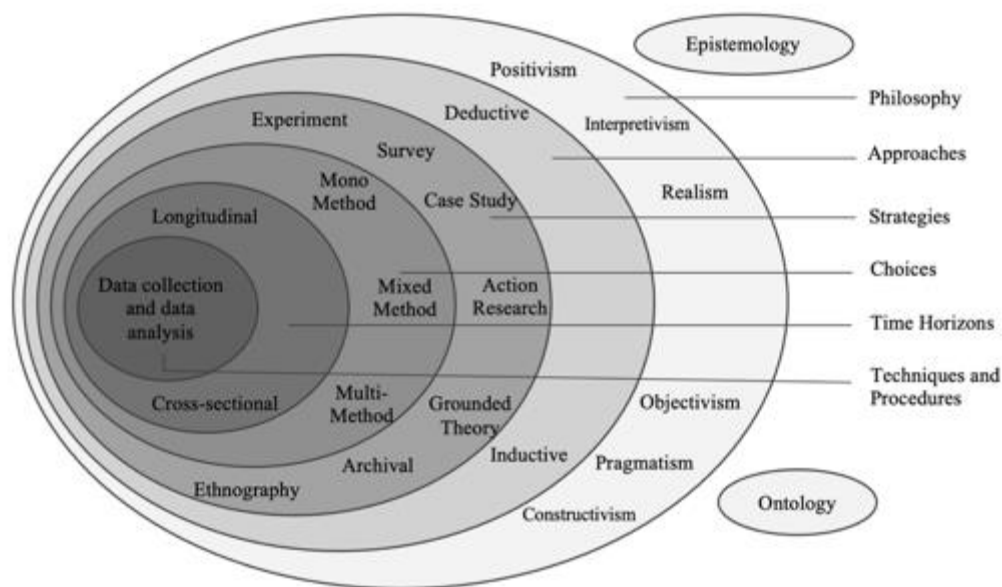 Epistemology
Positivism
Philosophy
Deductive
Experiment
Interpretivism
Survey
Approaches
Mono
Method
Realism
Case Study
Longitudinal
Strategies
Choices
Data collection
and data
analysis
Mixed
Method
Action
Research
Time Horizons
Techniques and
Procedures
Cross-sectional
Multi-
Method
Grounded
Theory
Objectivism
Archival
Inductive
Pragmatism
Ethnography
Ontology
Constructivism